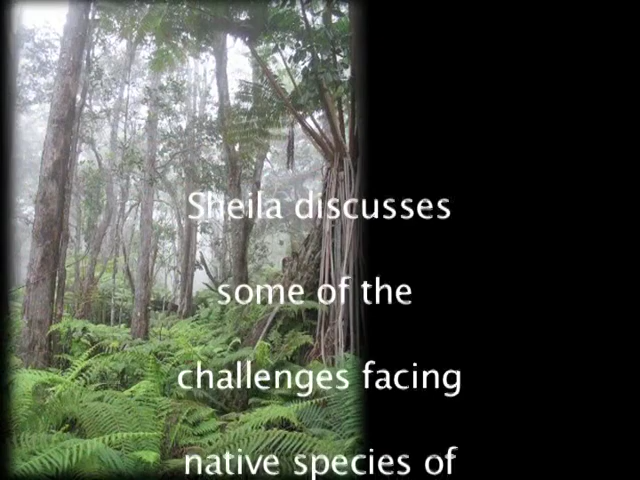 Sheila discusses
some of the
challenges facing
native species of